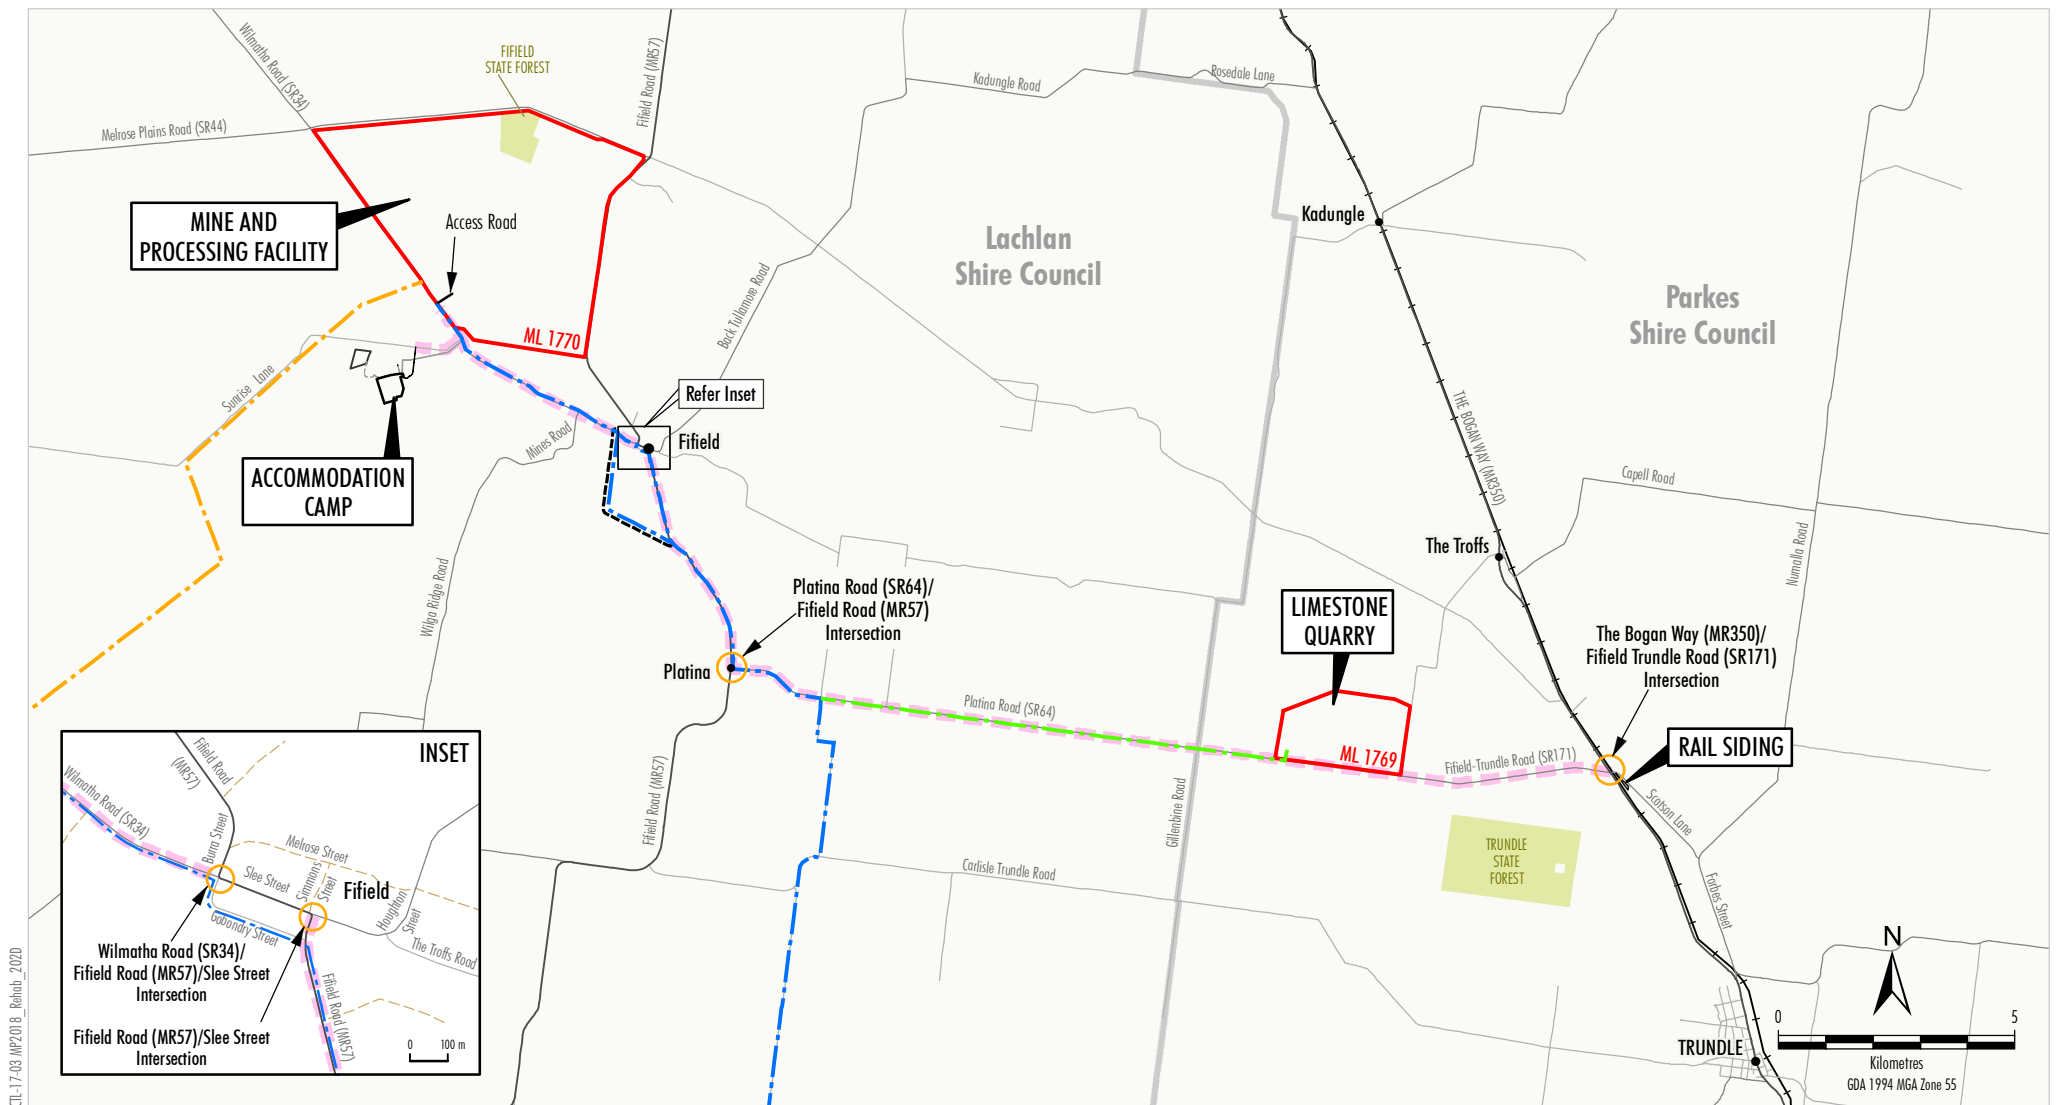 Wilmatha Road (SR34)
FIFIELD
STATE FOREST
Fifield Road (MR57)
Kadungle Road
Rosedale Lane
Melrose Plains Road (SR44)
MINE AND
PROCESSING FACILITY
Access Road
Kadungle
Lachlan
Shire Council
Parkes
Shire Council
Back Tullamore Road
ML 1770
Sunrise Lane
Refer Inset
THE BOGAN WAY (MR350)
Mines Road
Fifield
ACCOMMODATION
CAMP
Capell Road
The Troffs
Numalla Road
Wilga Ridge Road
Platina Road (SR64)/
Fifield Road (MR57)
Intersection
LIMESTONE
QUARRY
The Bogan Way (MR350)/
Fifield Trundle Road (SR171)
Intersection
Platina
Platina Road (SR64)
RAIL SIDING
ML 1769
Fifield-Trundle Road (SR171)
Fifield Road (MR57)
Gillenbine Road
Scotson Lane
TRUNDLE
STATE
FOREST
Carlisle Trundle Road
Forbes Street
INSET
Fifield Road
(MR57)
Wilmatha Road (SR34)
Burra Street
Melrose Street
Slee Street
Simmons
Street
Fifield
Houghton
Street
Gobondry Street
The Troffs Road
Wilmatha Road (SR34)/
Fifield Road (MR57)/Slee Street
Intersection
Fifield Road (MR57)
Fifield Road (MR57)/Slee Street
Intersection
0 100 m
N
0 5
Kilometres
GDA 1994 MGA Zone 55
TRUNDLE
CTL-17-03 MP2018_Rehab_202D